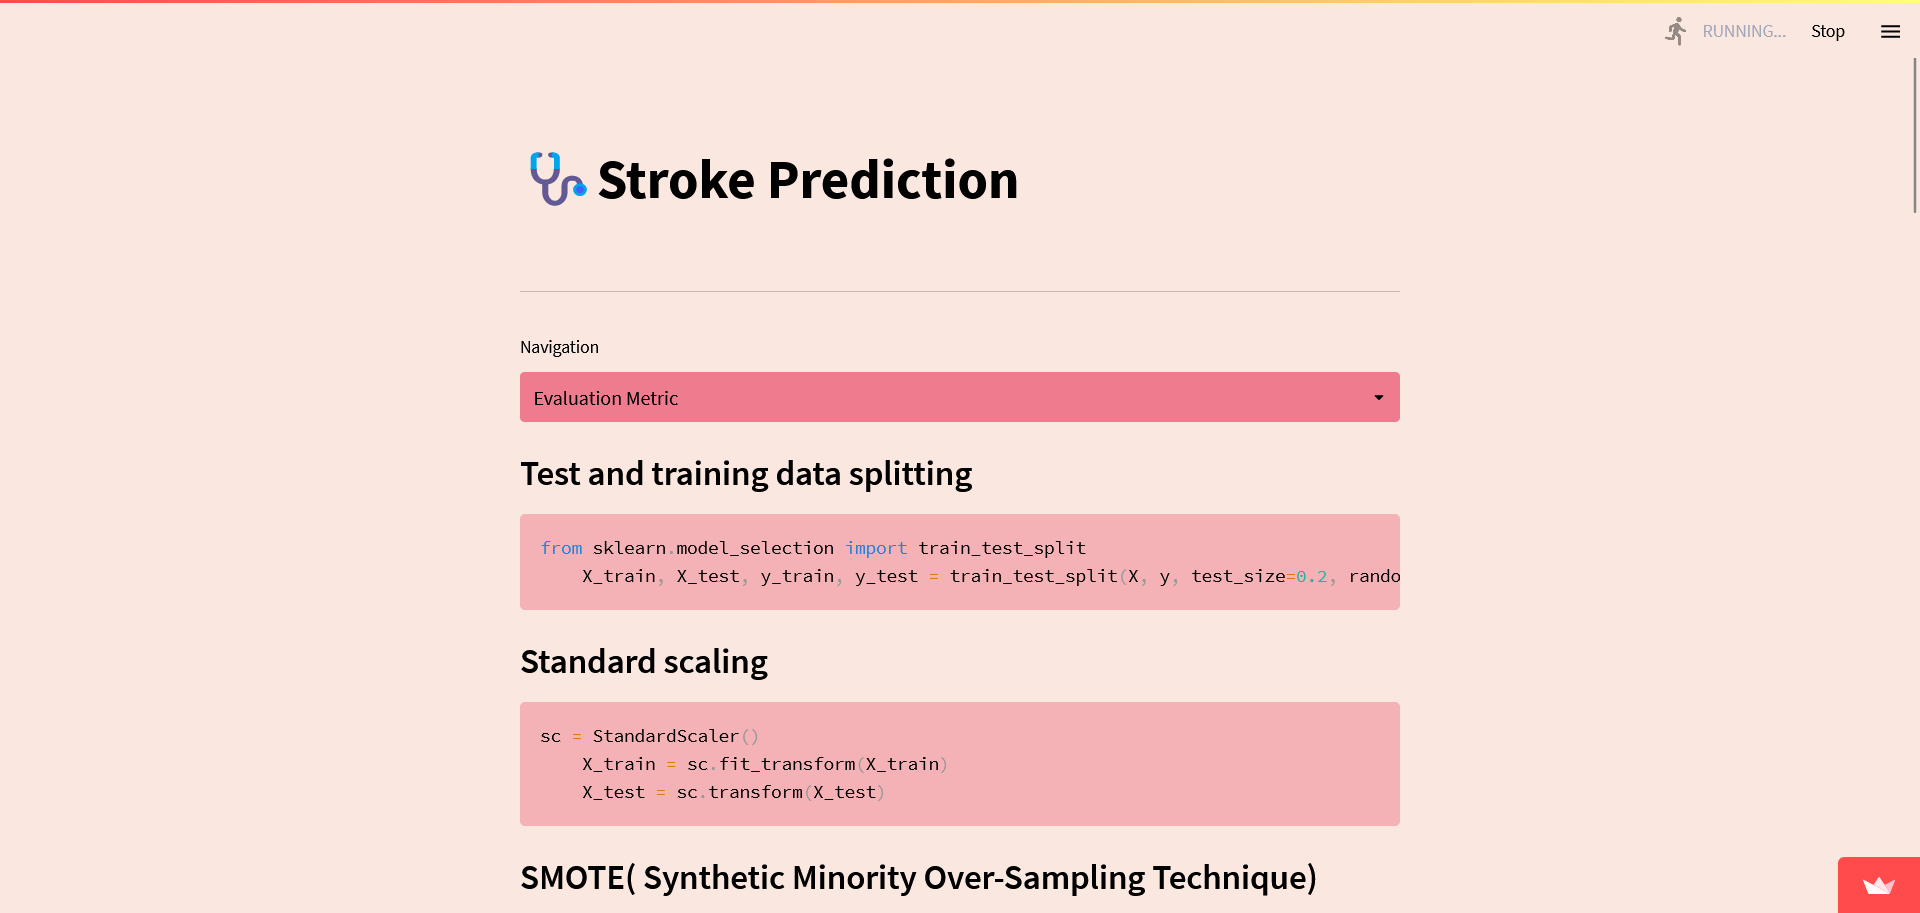 RUNNING... Stop
Stroke Prediction
Navigation
Evaluation Metric
Test and training data splitting
from sklearn.model_selection import train_test_split
    X_train, X_test, y_train, y_test = train_test_split(X, y, test_size=0.2, rando
Standard scaling
sc = StandardScaler()
    X_train = sc.fit_transform(X_train)
    X_test = sc.transform(X_test)
SMOTE( Synthetic Minority Over-Sampling Technique)